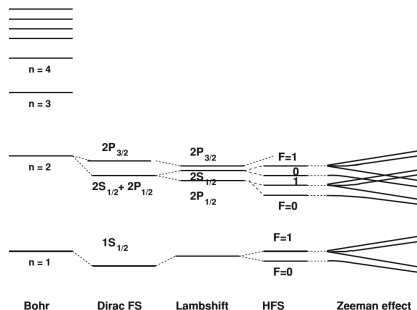 n = 4
n = 3
n = 2
n = 1
2P3/2
2S1/2+ 2P1/2
1S1/2
2P3/2
2S1/2
2P1/2
F=1
0
1
F=0
F=1
F=0
Bohr Dirac FS Lambshift HFS Zeeman effect